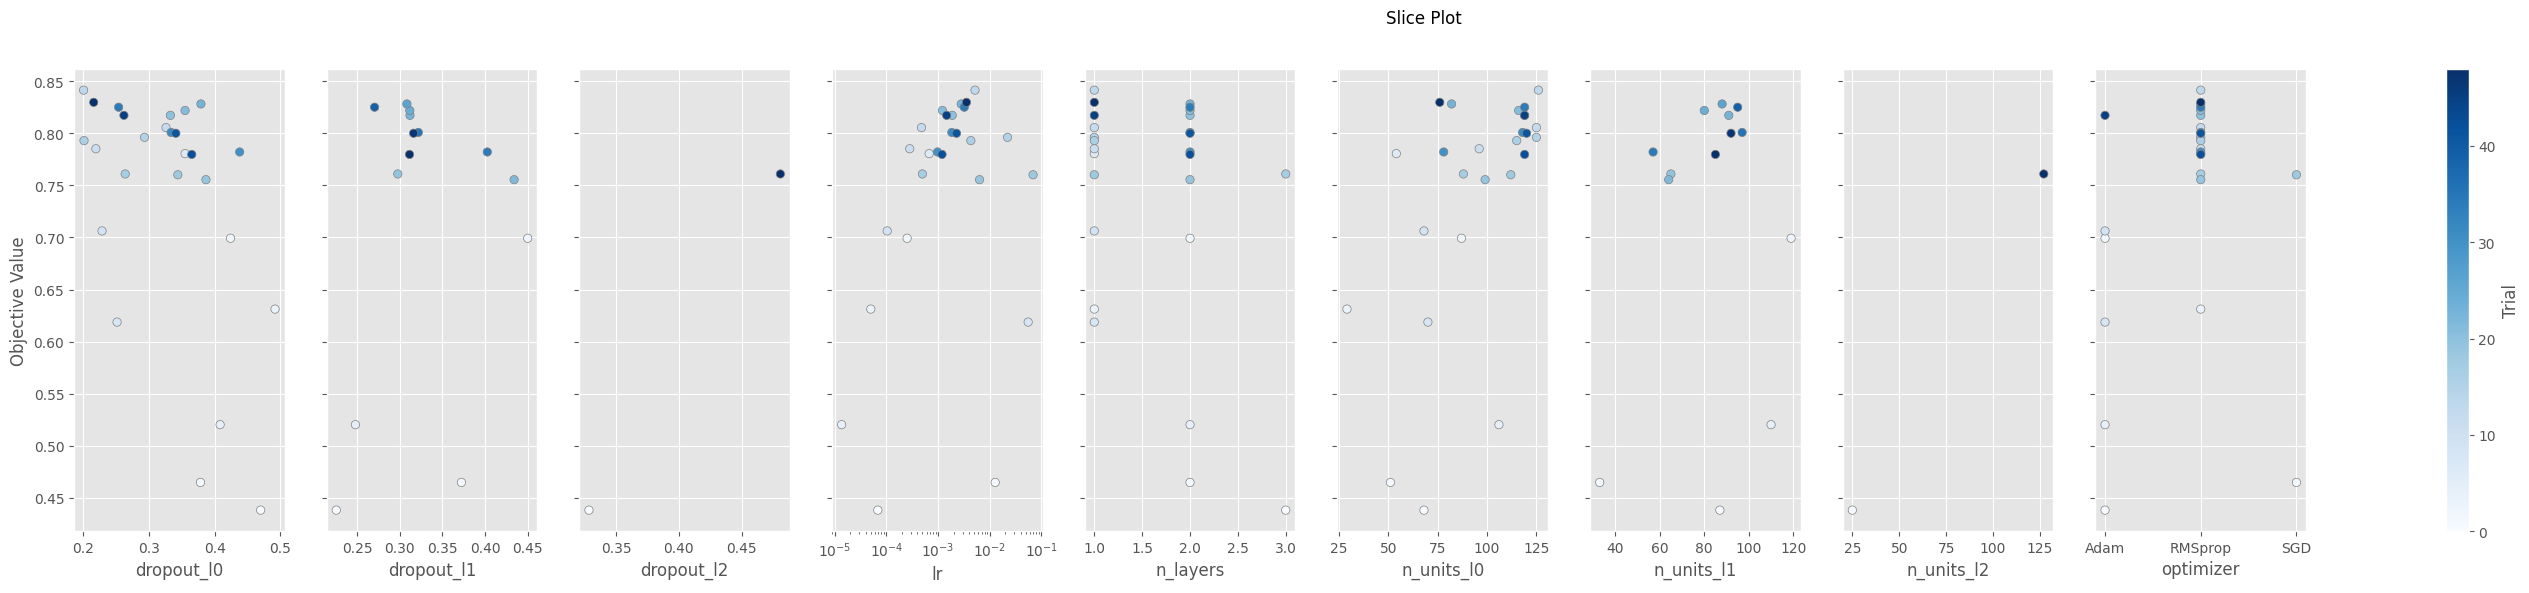 Slice Plot
Objective Value
0.85
0.80
0.75
0.70
0.65
0.60
0.55
0.50
0.45
0.2 0.3 0.4 0.5
dropout_l0
0.25 0.30 0.35 0.40 0.45
dropout_l1
0.35 0.40 0.45
dropout_l2
10⁻⁵ 10⁻⁴ 10⁻³ 10⁻² 10⁻¹
lr
1.0 1.5 2.0 2.5 3.0
n_layers
25 50 75 100 125
n_units_l0
40 60 80 100 120
n_units_l1
25 50 75 100 125
n_units_l2
Adam RMSprop SGD
optimizer
40
30
20
10
0
Trial